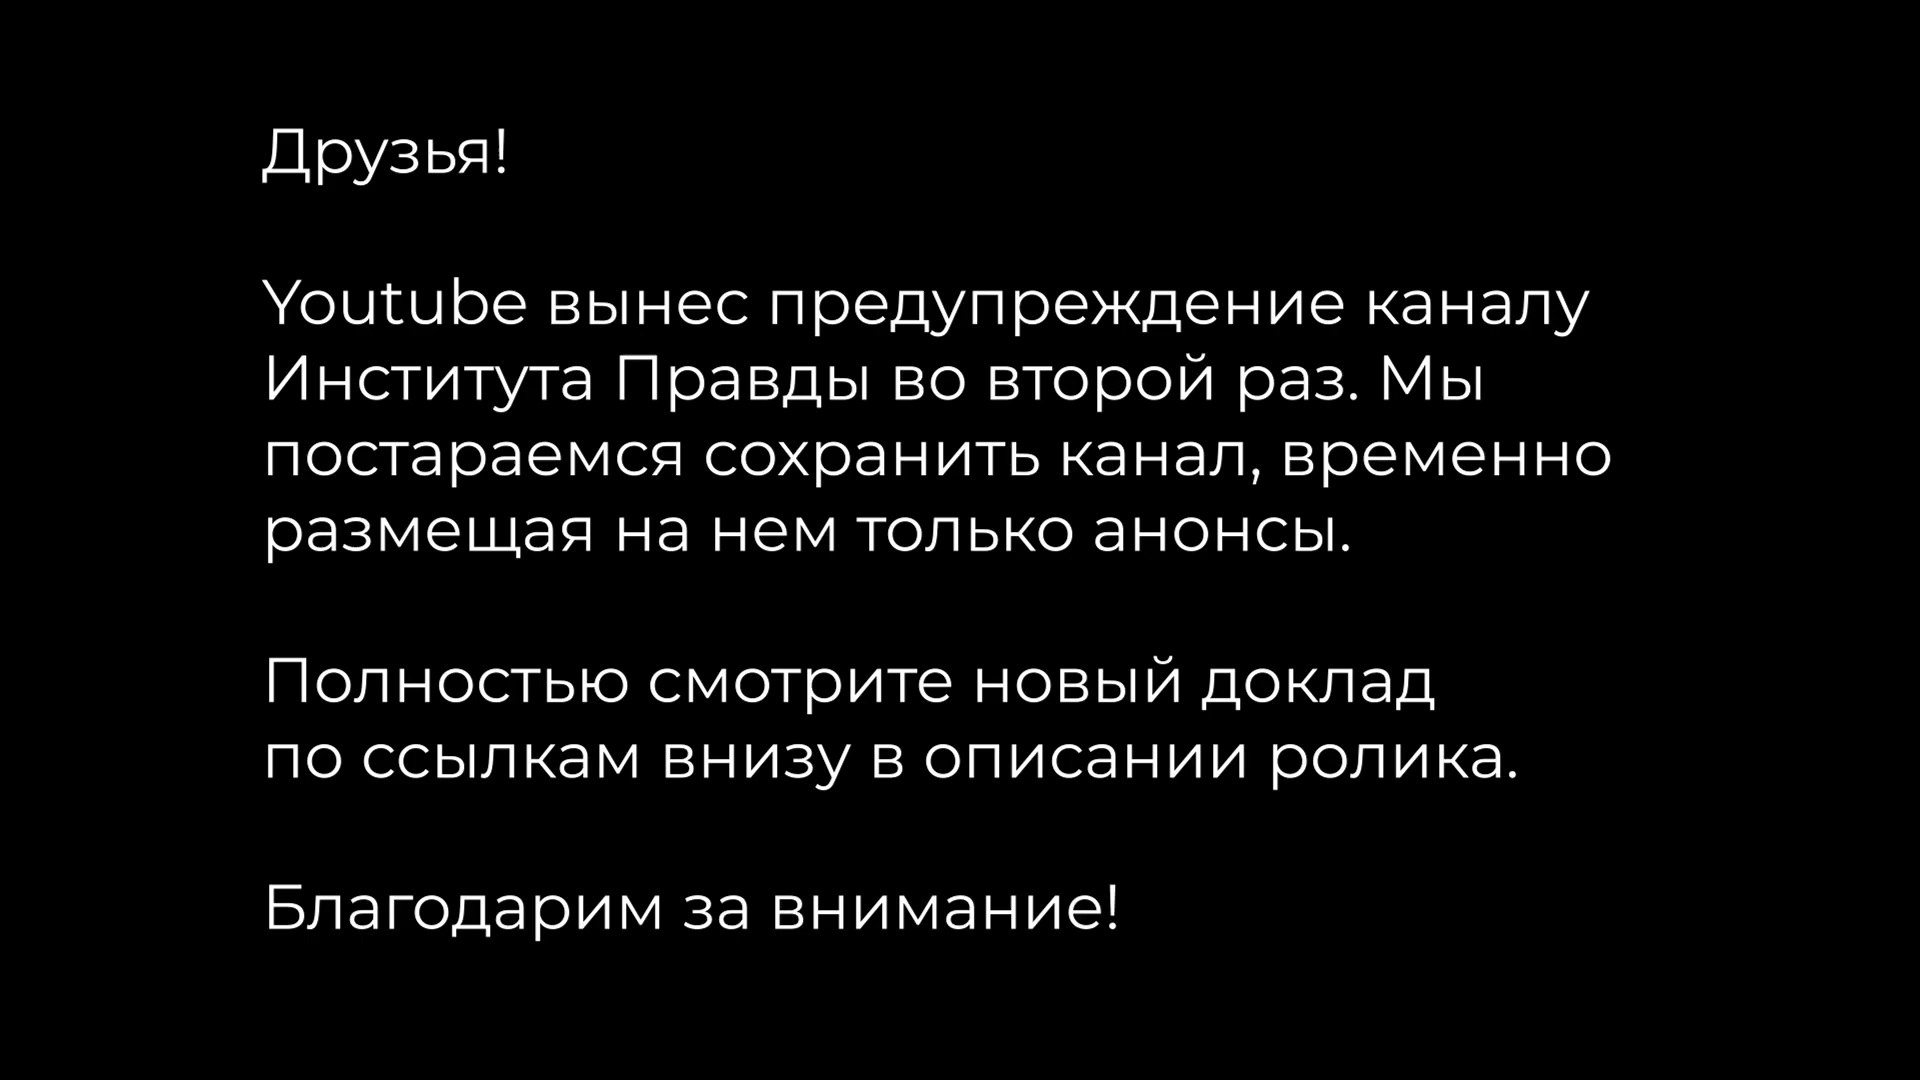 Друзья!
Youtube вынес предупреждение каналу
Института Правды во второй раз. Мы
постараемся сохранить канал, временно
размещая на нем только анонсы.
Полностью смотрите новый доклад
по ссылкам внизу в описании ролика.
Благодарим за внимание!